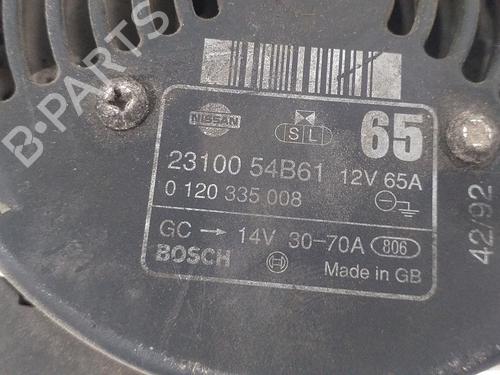 B-PARTS
NISSAN
S L
65
23100 54B61 12V 65A
0 120 335 008
GC → 14V 30-70A 806
BOSCH
Made in GB
42/92